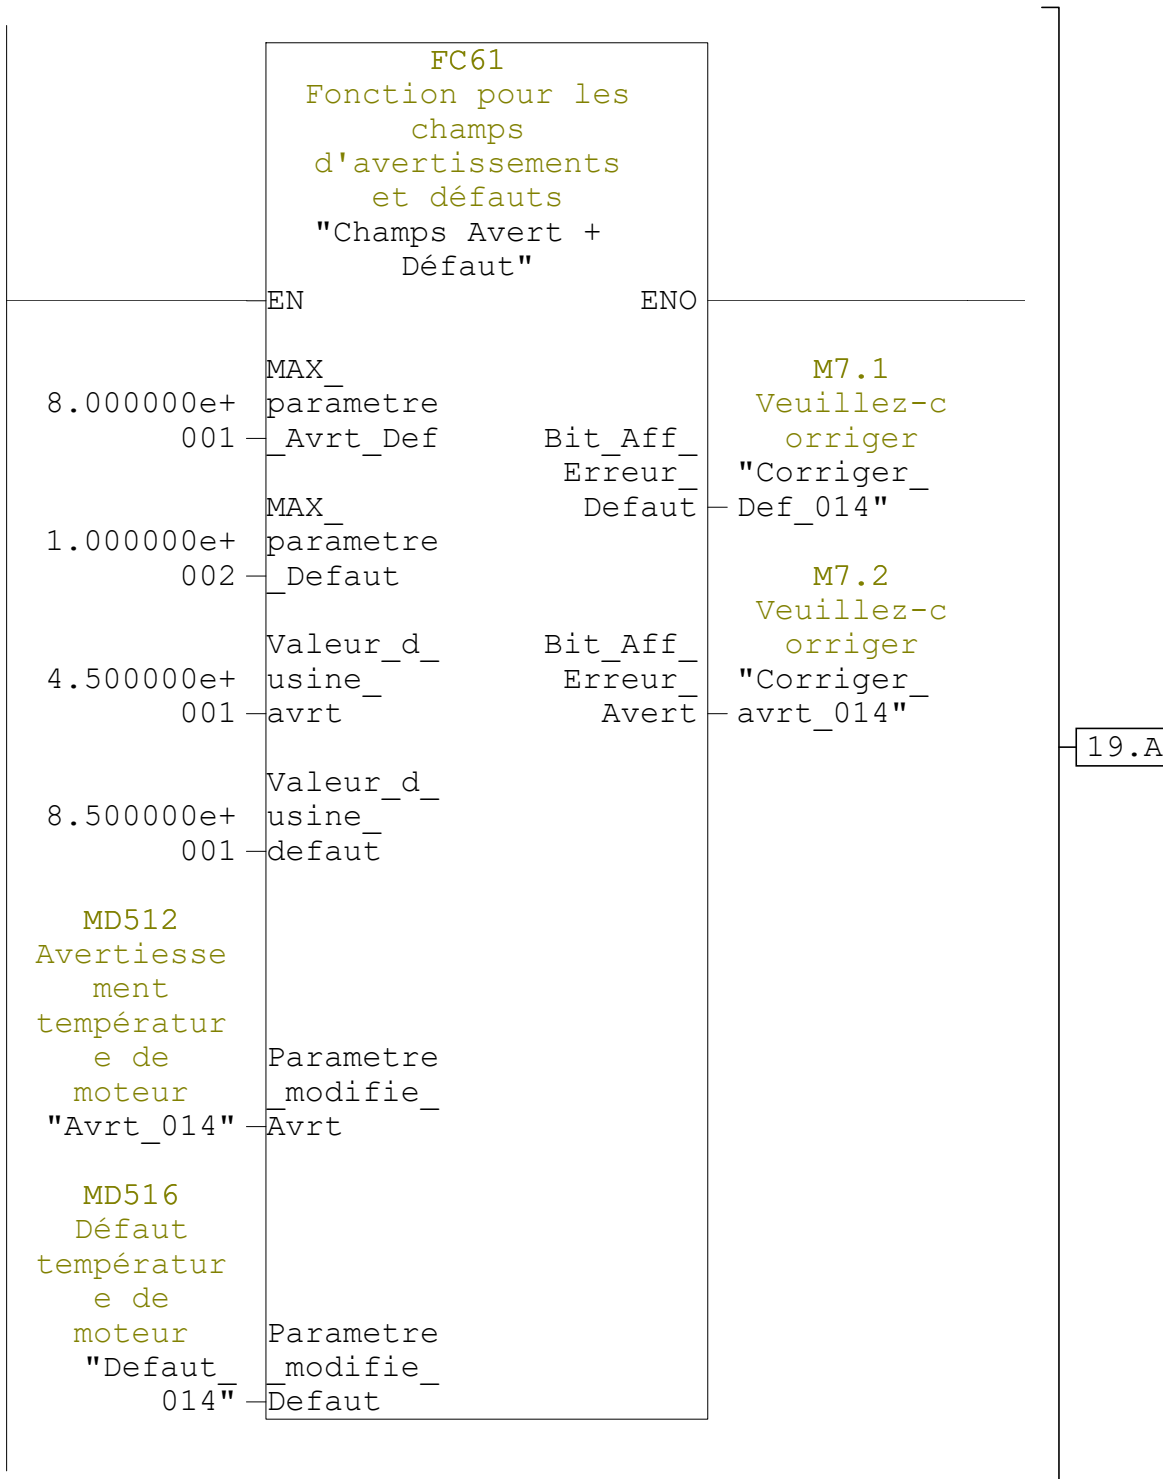 FC61
Fonction pour les
champs
d'avertissements
et défauts
"Champs Avert +
Défaut"
EN
ENO
8.000000e+
001
MAX_
parametre
_Avrt_Def
Bit_Aff_
Erreur_
Defaut
M7.1
Veuillez-c
orriger
"Corriger_
Def_014"
1.000000e+
002
MAX_
parametre
_Defaut
4.500000e+
001
Valeur_d_
usine_
avrt
Bit_Aff_
Erreur_
Avert
M7.2
Veuillez-c
orriger
"Corriger_
avrt_014"
19.A
8.500000e+
001
Valeur_d_
usine_
defaut
MD512
Avertiesse
ment
températur
e de
moteur
"Avrt_014"
Parametre
_modifie_
Avrt
MD516
Défaut
températur
e de
moteur
"Defaut_
014"
Parametre
_modifie_
Defaut